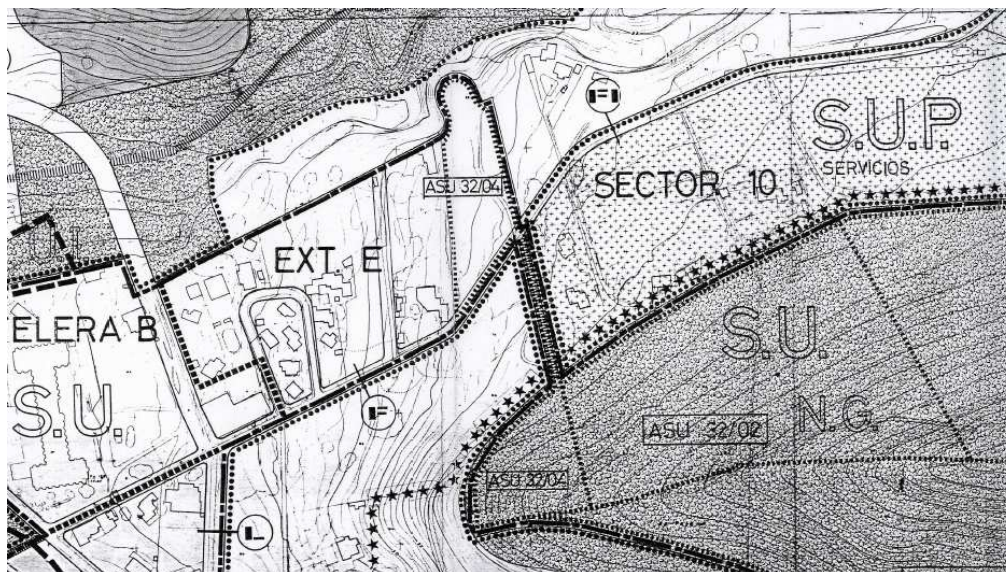 S.U.P.
SERVICIOS
SECTOR 10
ASU 32/04
EXT. E
ELERA B
S.U.
S.U.
N.G.
ASU 32/02
ASU 32/04
F
L